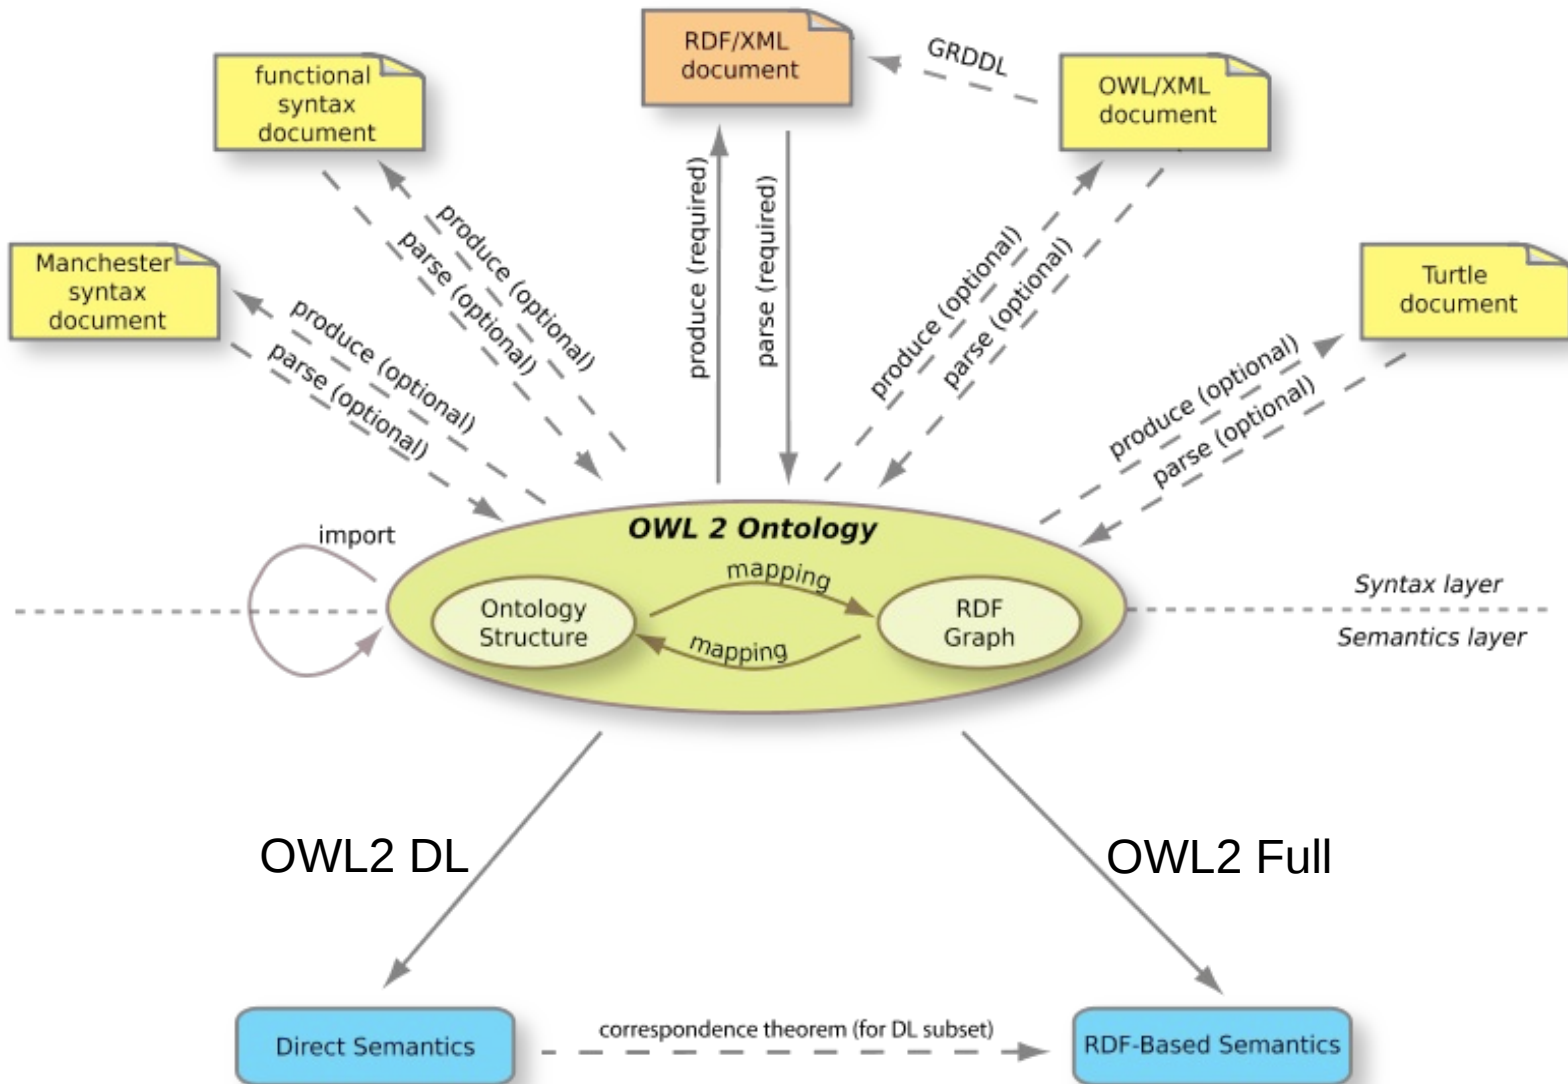 RDF/XML
document
GRDDL
functional
syntax
document
OWL/XML
document
Manchester
syntax
document
Turtle
document
produce (optional)
parse (optional)
produce (optional)
parse (optional)
produce (required)
parse (required)
produce (optional)
parse (optional)
produce (optional)
parse (optional)
import
OWL 2 Ontology
mapping
Ontology
Structure
RDF
Graph
mapping
Syntax layer
Semantics layer
OWL2 DL
OWL2 Full
Direct Semantics
correspondence theorem (for DL subset)
RDF-Based Semantics